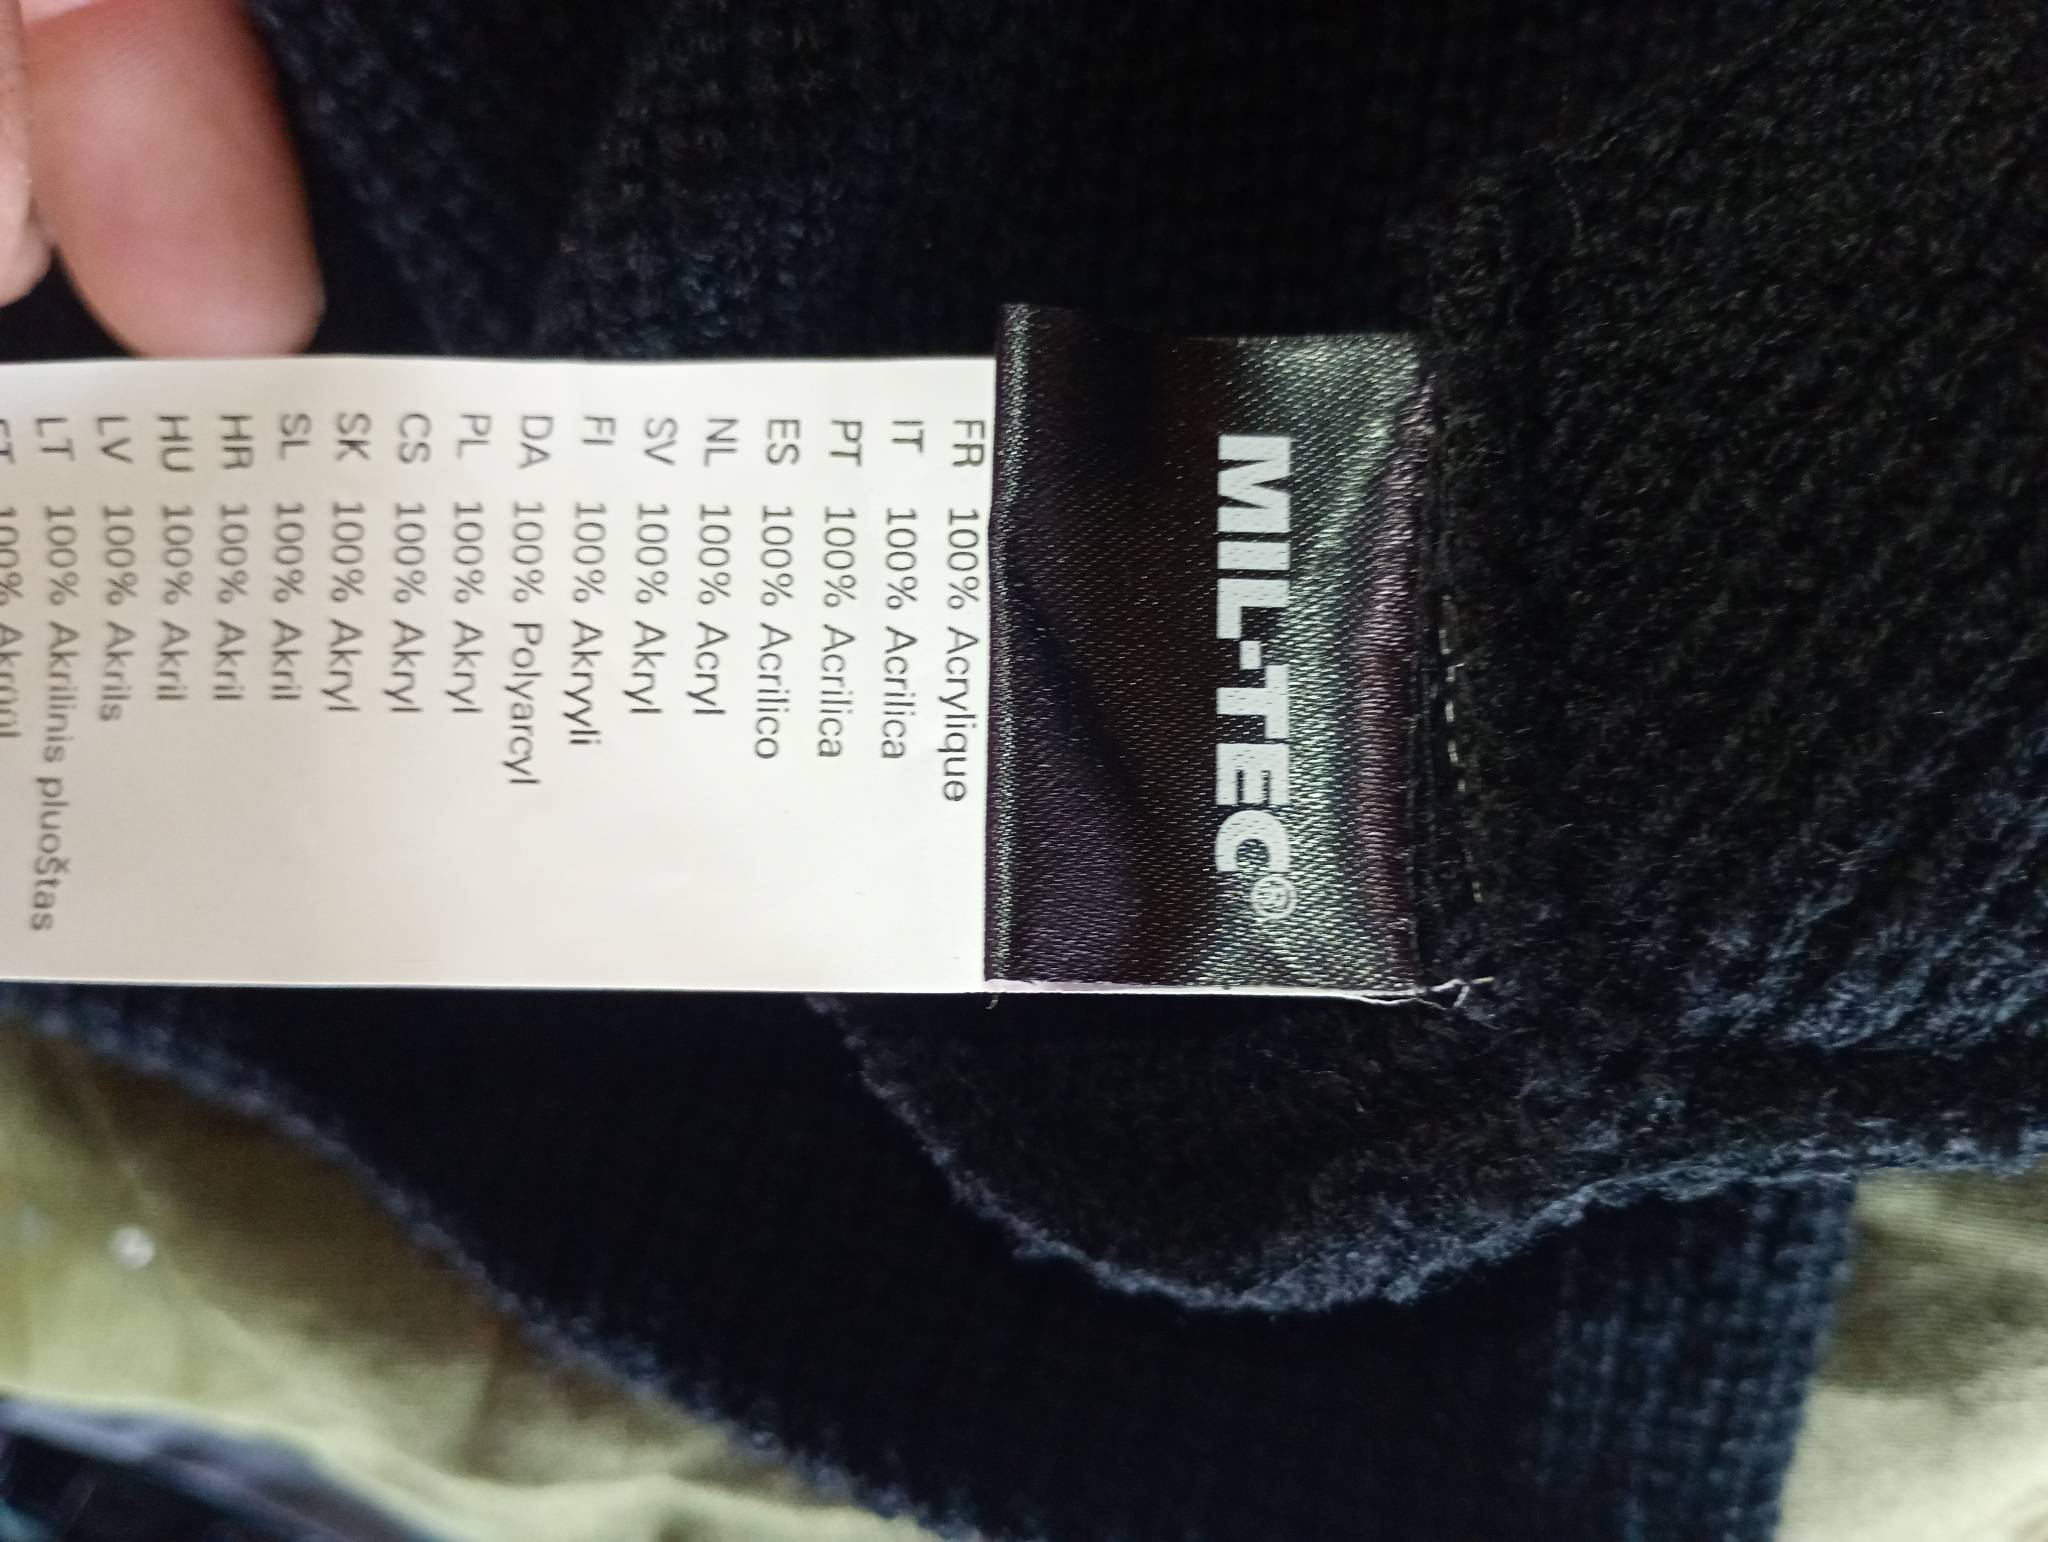 MIL-TEC®
FR 100% Acrylique
IT 100% Acrilica
PT 100% Acrilica
ES 100% Acrilico
NL 100% Acryl
SV 100% Akryl
FI 100% Akryyli
DA 100% Polyarcyl
PL 100% Akryl
CS 100% Akryl
SK 100% Akryl
SL 100% Akril
HR 100% Akril
HU 100% Akril
LV 100% Akrils
LT 100% Akrilinis pluoštas
100%